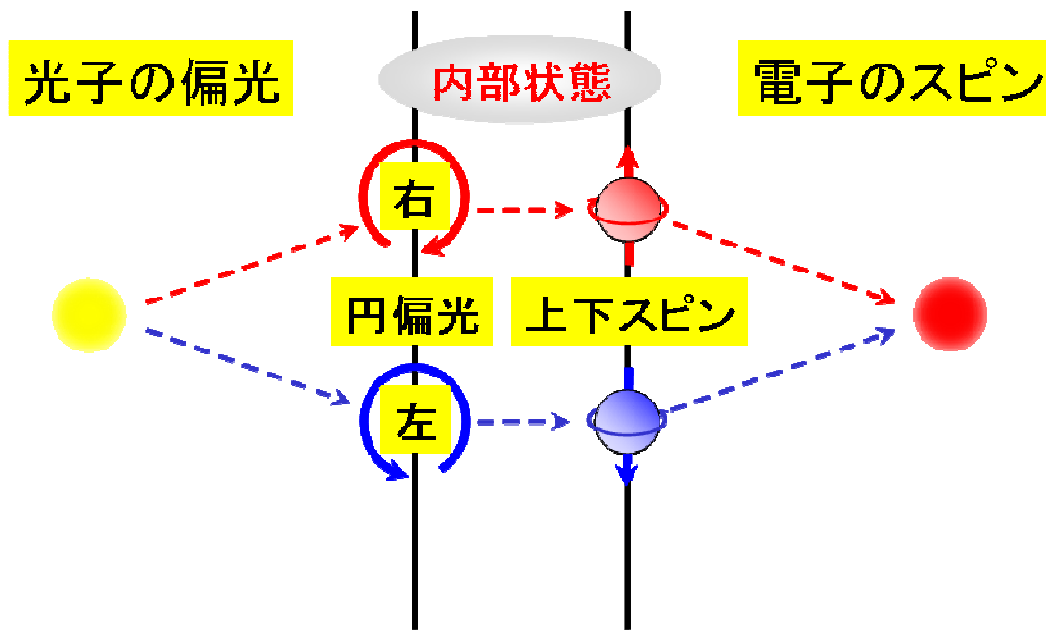 光子の偏光
内部状態
電子のスピン
右
円偏光
上下スピン
左